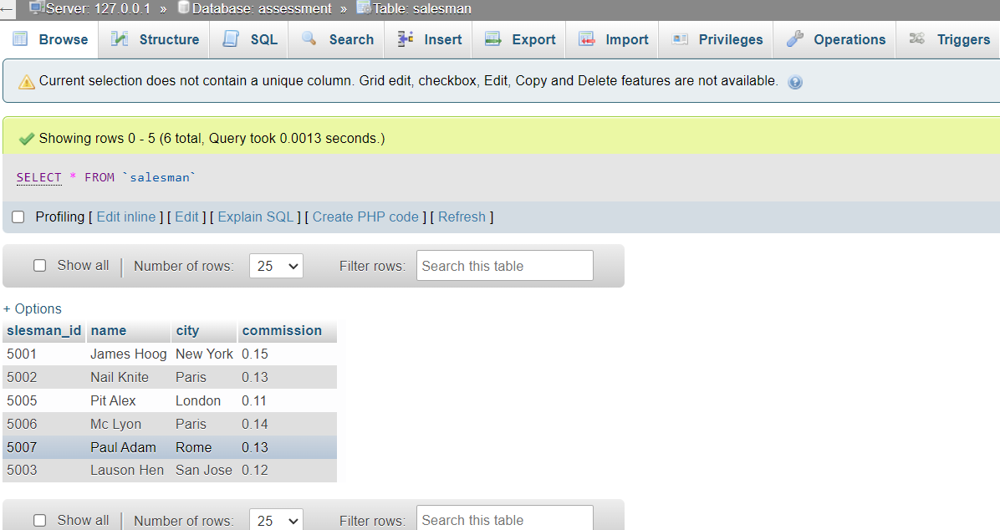 Server: 127.0.0.1 » Database: assessment » Table: salesman
Browse Structure SQL Search Insert Export Import Privileges Operations Triggers
Current selection does not contain a unique column. Grid edit, checkbox, Edit, Copy and Delete features are not available.
Showing rows 0 - 5 (6 total, Query took 0.0013 seconds.)
SELECT * FROM `salesman`
Profiling [ Edit inline ] [ Edit ] [ Explain SQL ] [ Create PHP code ] [ Refresh ]
Show all Number of rows: 25 Filter rows: Search this table
+ Options
slesman_id name city commission
5001 James Hoog New York 0.15
5002 Nail Knite Paris 0.13
5005 Pit Alex London 0.11
5006 Mc Lyon Paris 0.14
5007 Paul Adam Rome 0.13
5003 Lauson Hen San Jose 0.12
Show all Number of rows: 25 Filter rows: Search this table